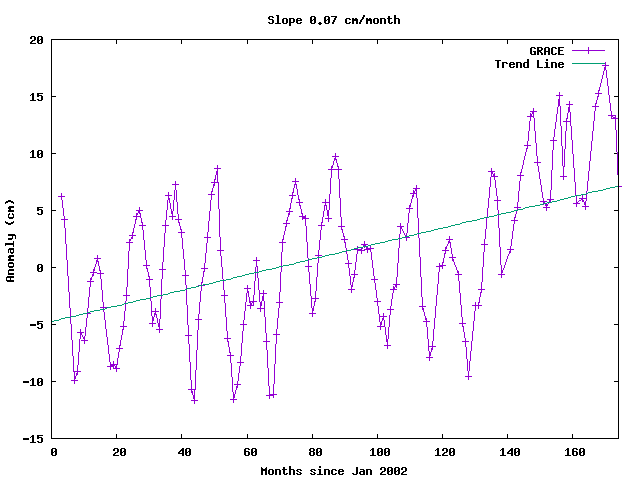 Slope 0.07 cm/month
20
15
10
5
0
-5
-10
-15
Anomaly (cm)
GRACE
Trend Line
0 20 40 60 80 100 120 140 160
Months since Jan 2002